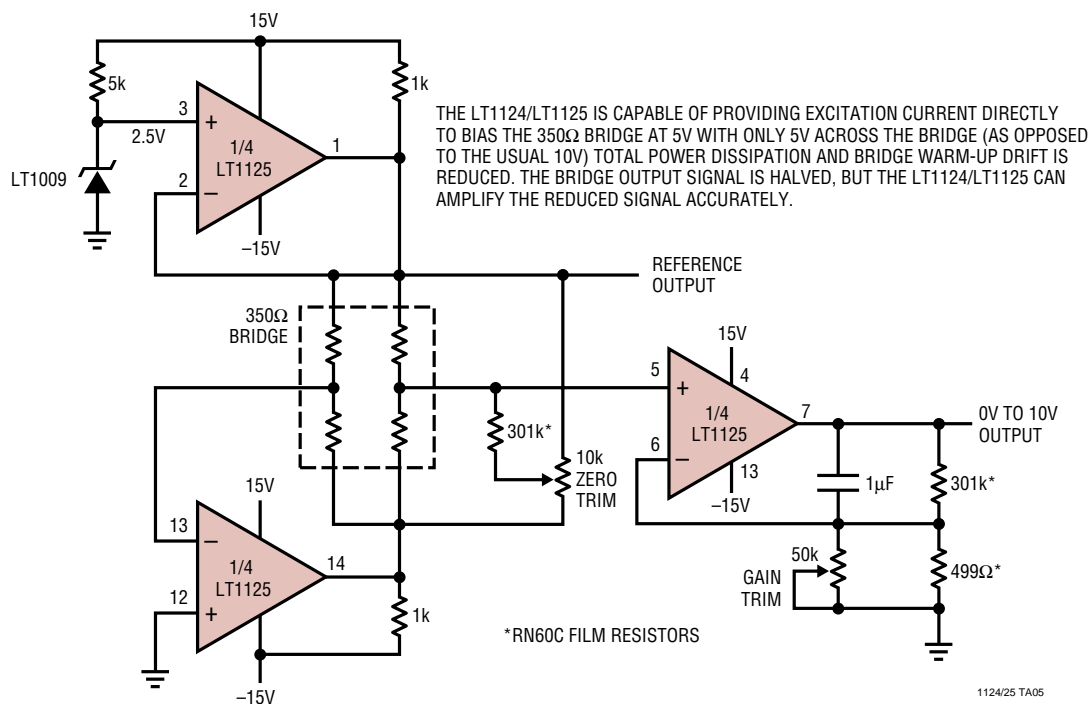 15V
5k
1k
3
+
2.5V
1/4
LT1125
1
LT1009
2
–
–15V
THE LT1124/LT1125 IS CAPABLE OF PROVIDING EXCITATION CURRENT DIRECTLY
TO BIAS THE 350Ω BRIDGE AT 5V WITH ONLY 5V ACROSS THE BRIDGE (AS OPPOSED
TO THE USUAL 10V) TOTAL POWER DISSIPATION AND BRIDGE WARM-UP DRIFT IS
REDUCED. THE BRIDGE OUTPUT SIGNAL IS HALVED, BUT THE LT1124/LT1125 CAN
AMPLIFY THE REDUCED SIGNAL ACCURATELY.
REFERENCE
OUTPUT
350Ω
BRIDGE
301k*
10k
ZERO
TRIM
15V
4
5
+
1/4
LT1125
7
6
–
13
–15V
0V TO 10V
OUTPUT
1µF
301k*
50k
GAIN
TRIM
499Ω*
15V
13
–
1/4
LT1125
14
12
+
1k
–15V
*RN60C FILM RESISTORS
1124/25 TA05